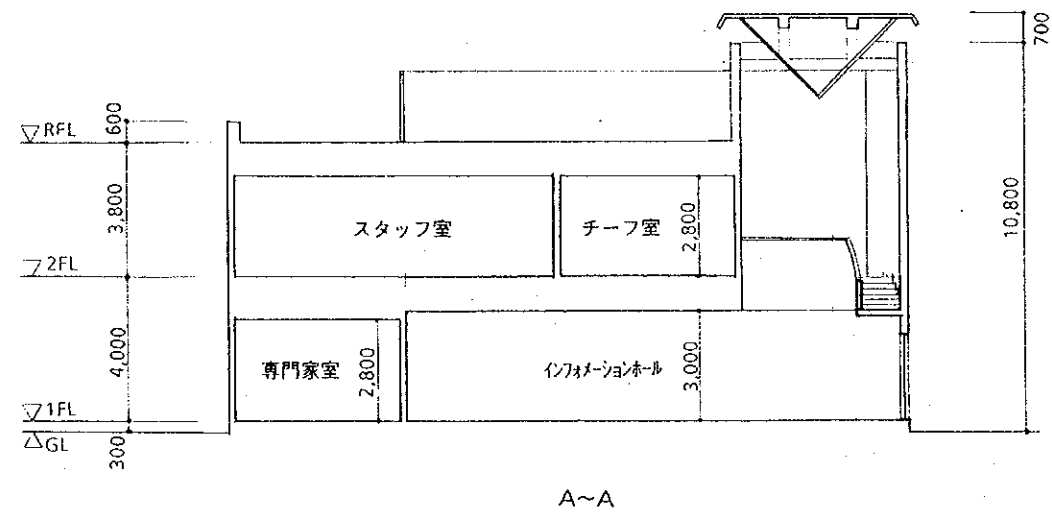 700
▽RFL
600
3,800
スタッフ室
チーフ室
2,800
10,800
▽2FL
4,000
専門家室
2,800
インフォメーションホール
3,000
▽1FL
△GL
300
A~A